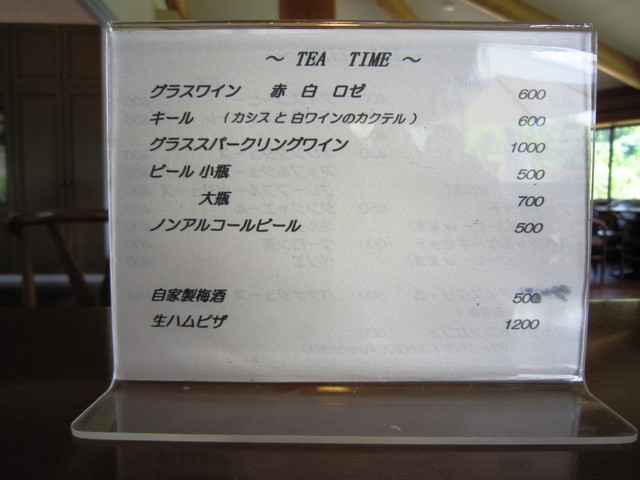 ～ TEA TIME ～
グラスワイン 赤 白 ロゼ 600
キール （カシスと白ワインのカクテル） 600
グラススパークリングワイン 1000
ビール 小瓶 500
大瓶 700
ノンアルコールビール 500
自家製梅酒 500
生ハムピザ 1200